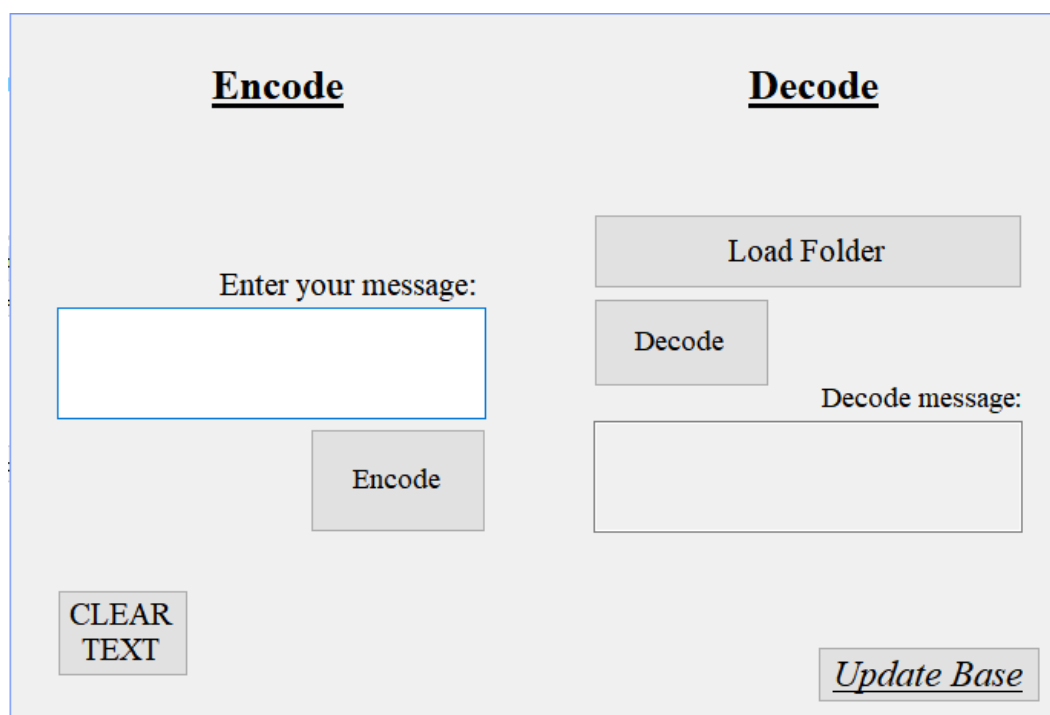 Encode
Enter your message:
Encode
CLEAR
TEXT
Decode
Load Folder
Decode
Decode message:
Update Base